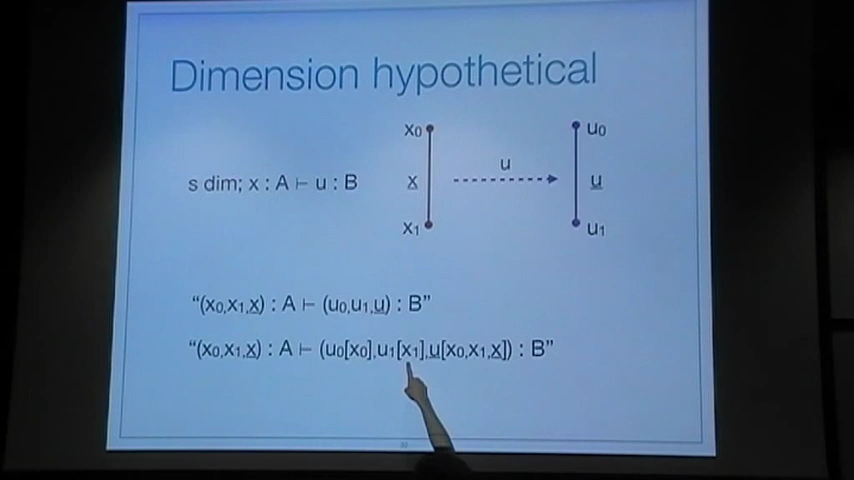 Dimension hypothetical
x₀ u₀
u
s dim; x : A ⊢ u : B x̲ u̲
x₁ u₁
“(x₀,x₁,x̲) : A ⊢ (u₀,u₁,u̲) : B”
“(x₀,x₁,x̲) : A ⊢ (u₀[x₀],u₁[x₁],u̲[x₀,x₁,x̲]) : B”